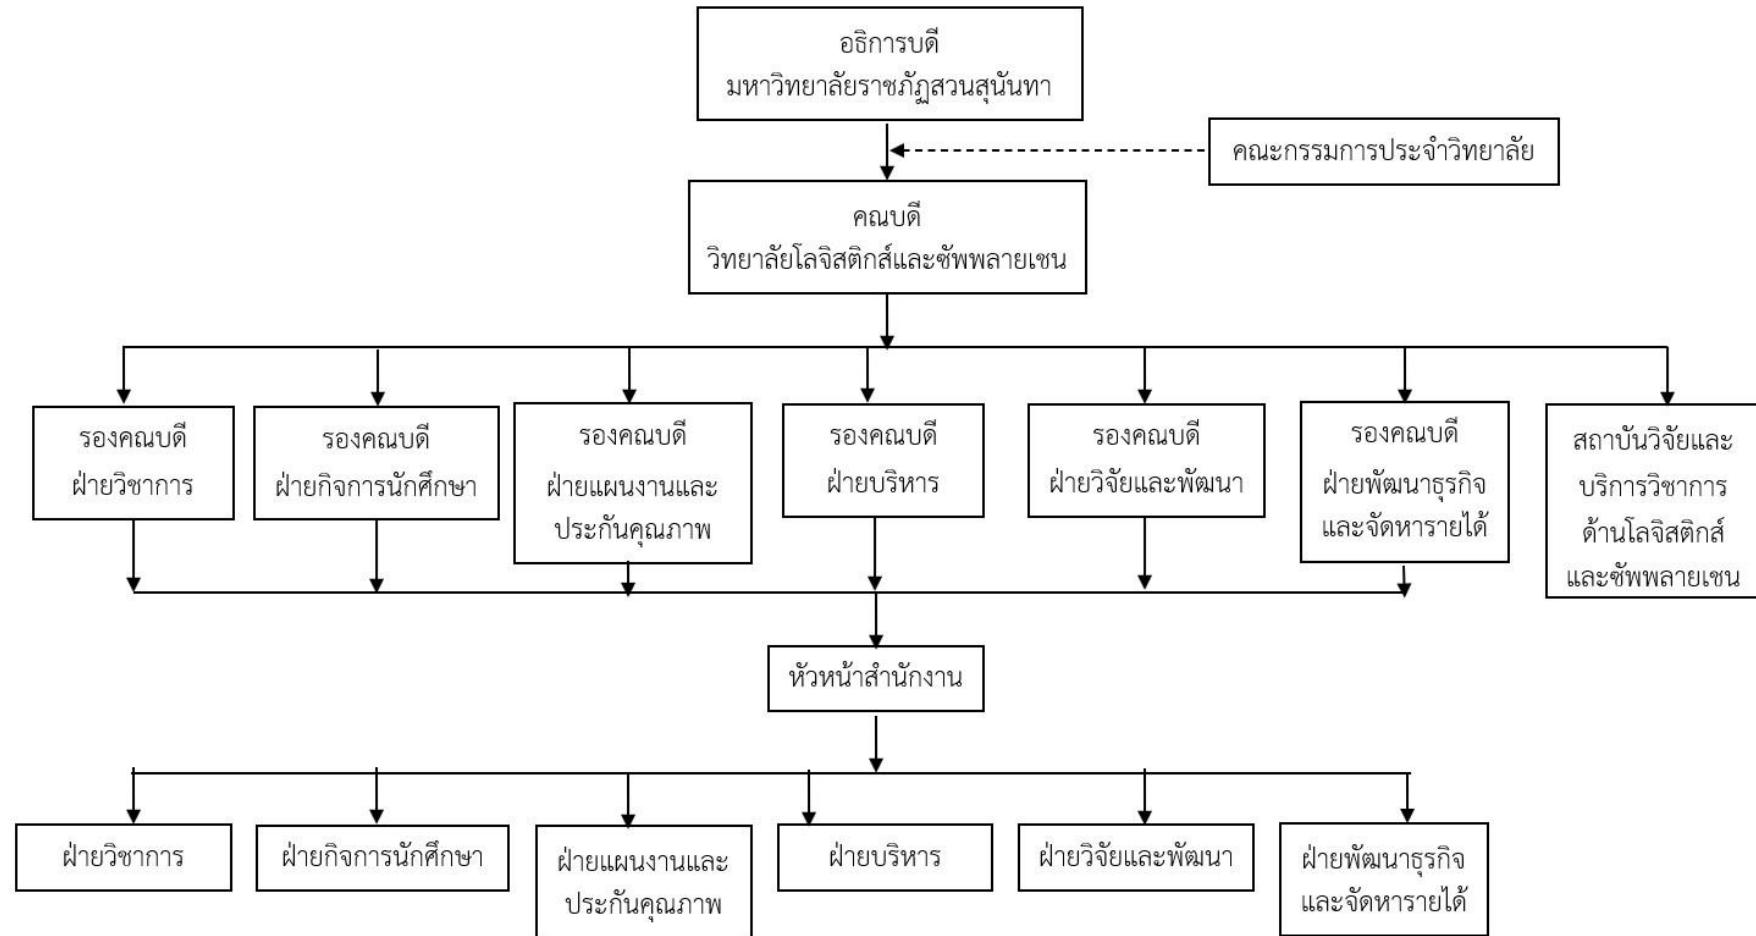 อธิการบดี
มหาวิทยาลัยราชภัฏสวนสุนันทา
คณะกรรมการประจำวิทยาลัย
คณบดี
วิทยาลัยโลจิสติกส์และซัพพลายเชน
รองคณบดี
ฝ่ายวิชาการ
รองคณบดี
ฝ่ายกิจการนักศึกษา
รองคณบดี
ฝ่ายแผนงานและ
ประกันคุณภาพ
รองคณบดี
ฝ่ายบริหาร
รองคณบดี
ฝ่ายวิจัยและพัฒนา
รองคณบดี
ฝ่ายพัฒนาธุรกิจ
และจัดหารายได้
สถาบันวิจัยและ
บริการวิชาการ
ด้านโลจิสติกส์
และซัพพลายเชน
หัวหน้าสำนักงาน
ฝ่ายวิชาการ
ฝ่ายกิจการนักศึกษา
ฝ่ายแผนงานและ
ประกันคุณภาพ
ฝ่ายบริหาร
ฝ่ายวิจัยและพัฒนา
ฝ่ายพัฒนาธุรกิจ
และจัดหารายได้